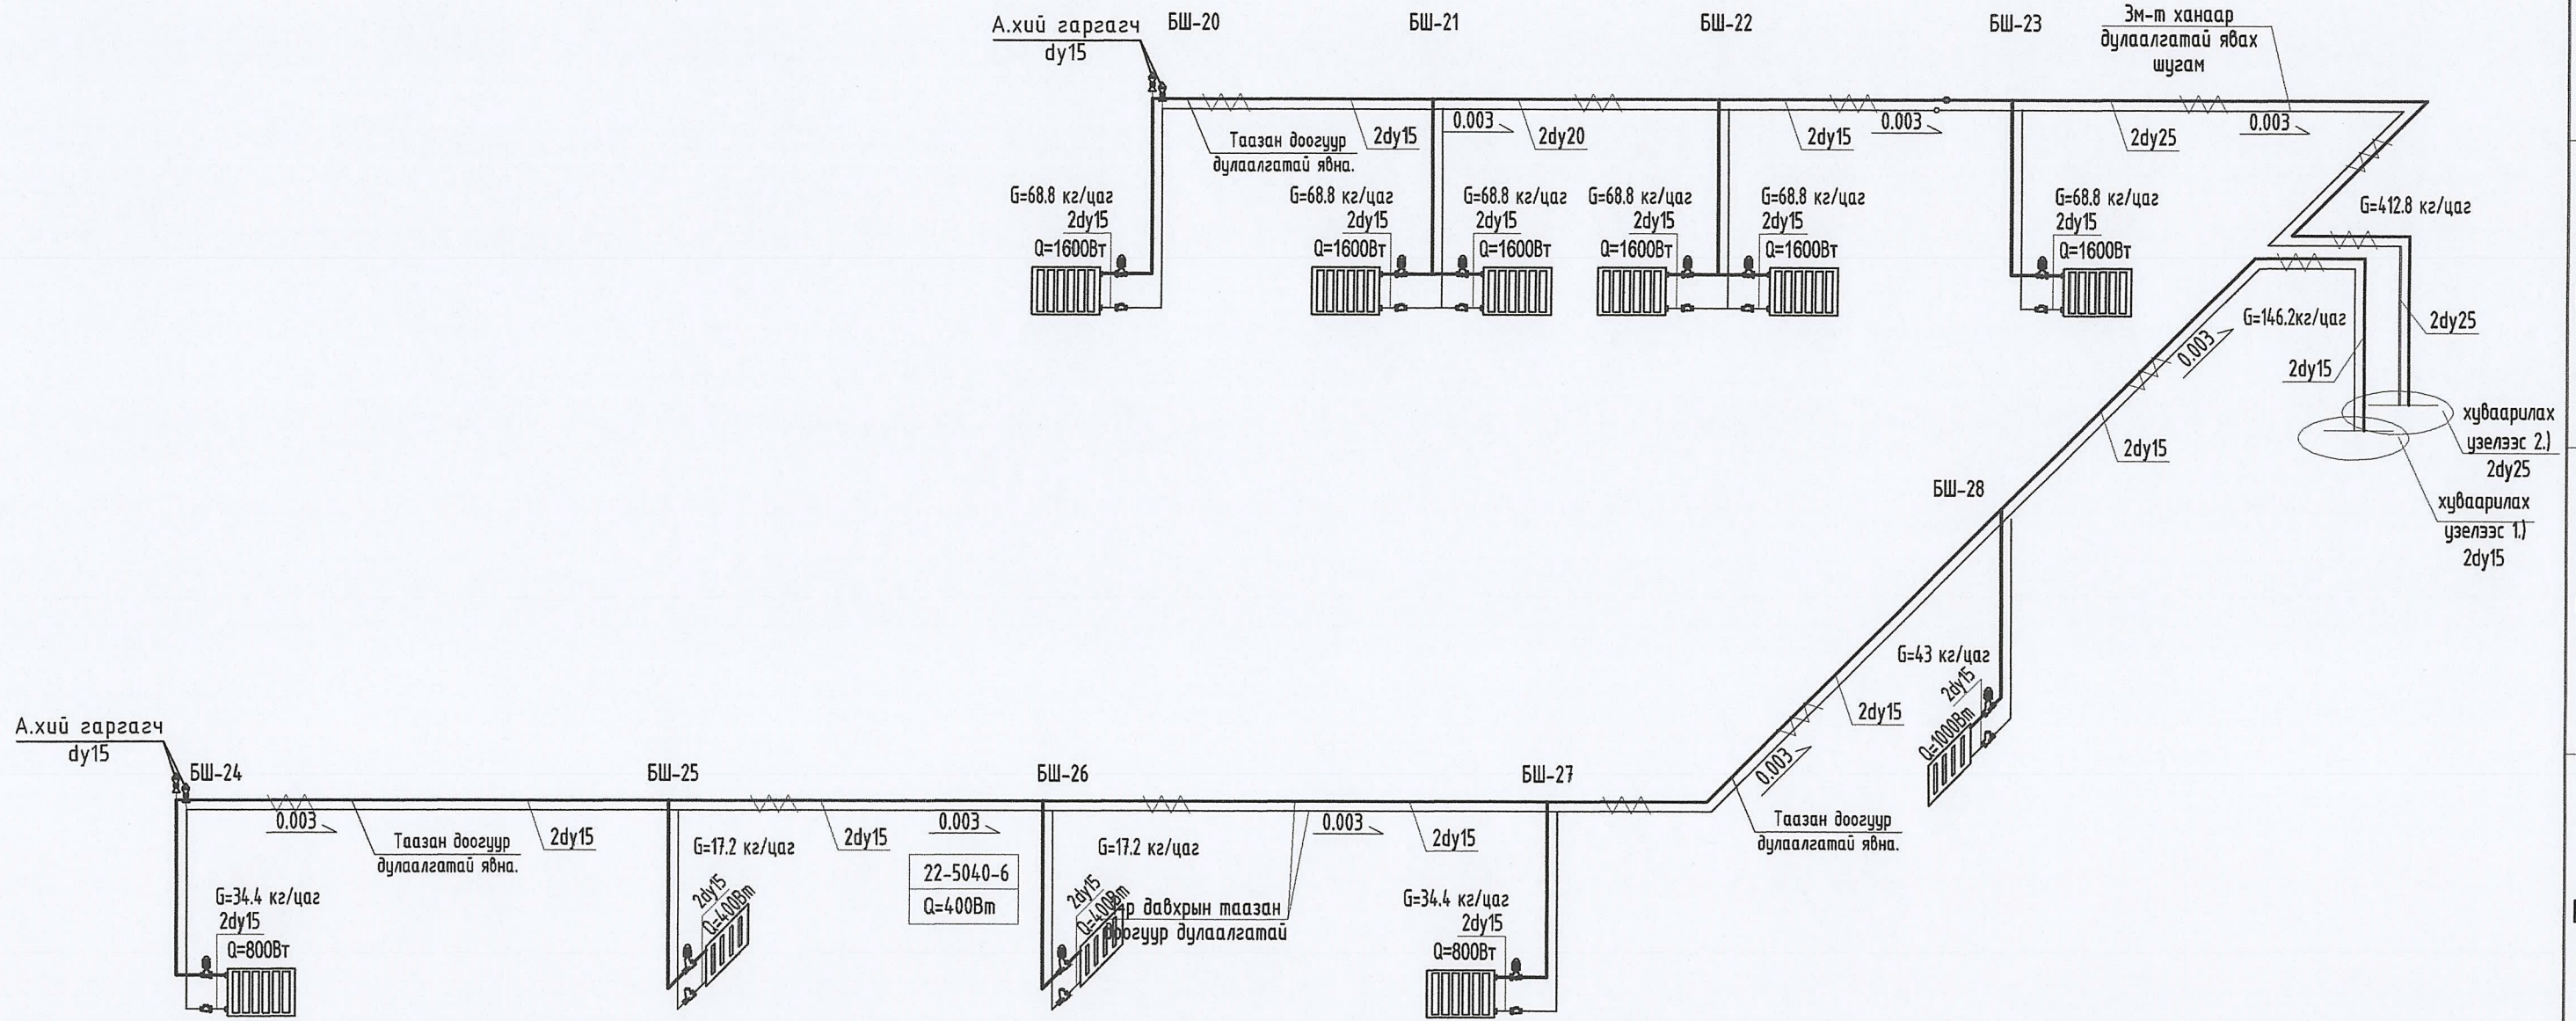 А.хий гаргагч
dy15
БШ-20
БШ-21
БШ-22
БШ-23
3м-т ханаар
дулаалгатай явах
шугам
Таазан доогуур
дулаалгатай явна.
2dy15
0.003
2dy20
2dy15
0.003
2dy25
0.003
G=68.8 кг/цаг
2dy15
Q=1600Вт
G=68.8 кг/цаг
2dy15
Q=1600Вт
G=68.8 кг/цаг
2dy15
Q=1600Вт
G=68.8 кг/цаг
2dy15
Q=1600Вт
G=68.8 кг/цаг
2dy15
Q=1600Вт
G=68.8 кг/цаг
2dy15
Q=1600Вт
G=412.8 кг/цаг
G=146.2кг/цаг
2dy25
2dy15
0.003
2dy15
хуваарилах
узелээс 2.)
2dy25
хуваарилах
узелээс 1.)
2dy15
БШ-28
G=43 кг/цаг
2dy15
Q=1000Вт
2dy15
0.003
Таазан доогуур
дулаалгатай явна.
А.хий гаргагч
dy15
БШ-24
БШ-25
БШ-26
БШ-27
0.003
Таазан доогуур
дулаалгатай явна.
2dy15
2dy15
0.003
0.003
2dy15
G=34.4 кг/цаг
2dy15
Q=800Вт
G=17.2 кг/цаг
2dy15
Q=400Вт
22-5040-6
Q=400Вт
G=17.2 кг/цаг
2dy15
Q=400Вт
давхрын таазан
доогуур дулаалгатай
G=34.4 кг/цаг
2dy15
Q=800Вт